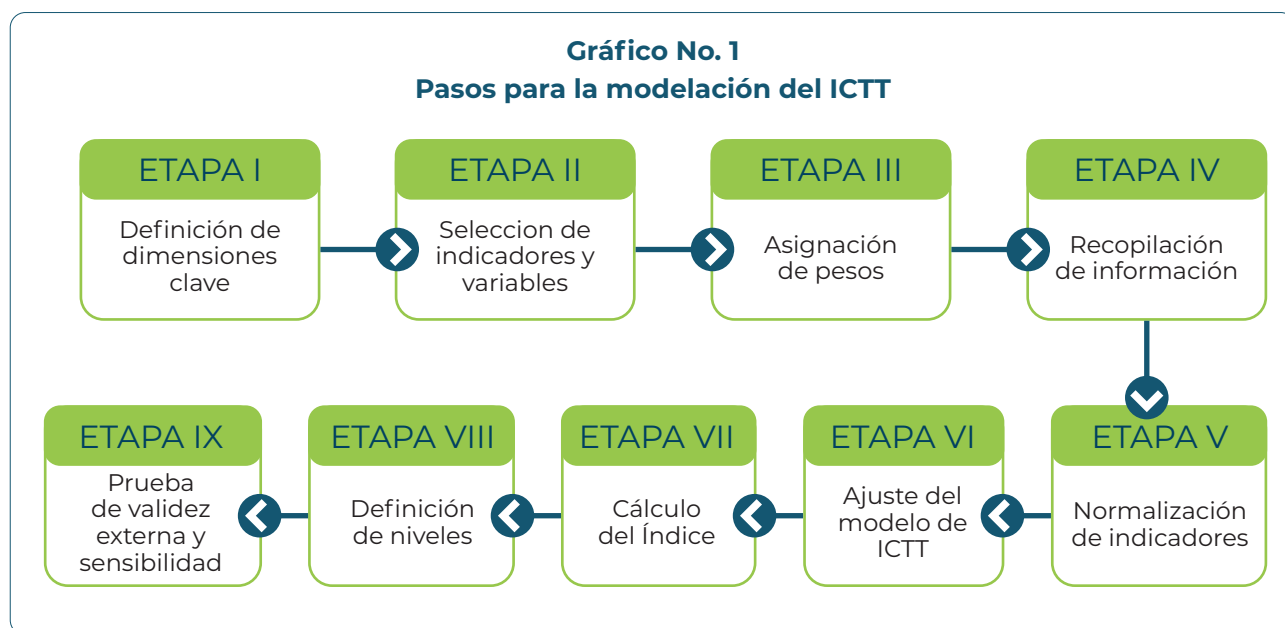 Gráfico No. 1
Pasos para la modelación del ICTT
ETAPA I
Definición de
dimensiones
clave
ETAPA II
Seleccion de
indicadores y
variables
ETAPA III
Asignación
de pesos
ETAPA IV
Recopilación
de información
ETAPA V
Normalización
de indicadores
ETAPA VI
Ajuste del
modelo de
ICTT
ETAPA VII
Cálculo
del Índice
ETAPA VIII
Definición
de niveles
ETAPA IX
Prueba
de validez
externa y
sensibilidad